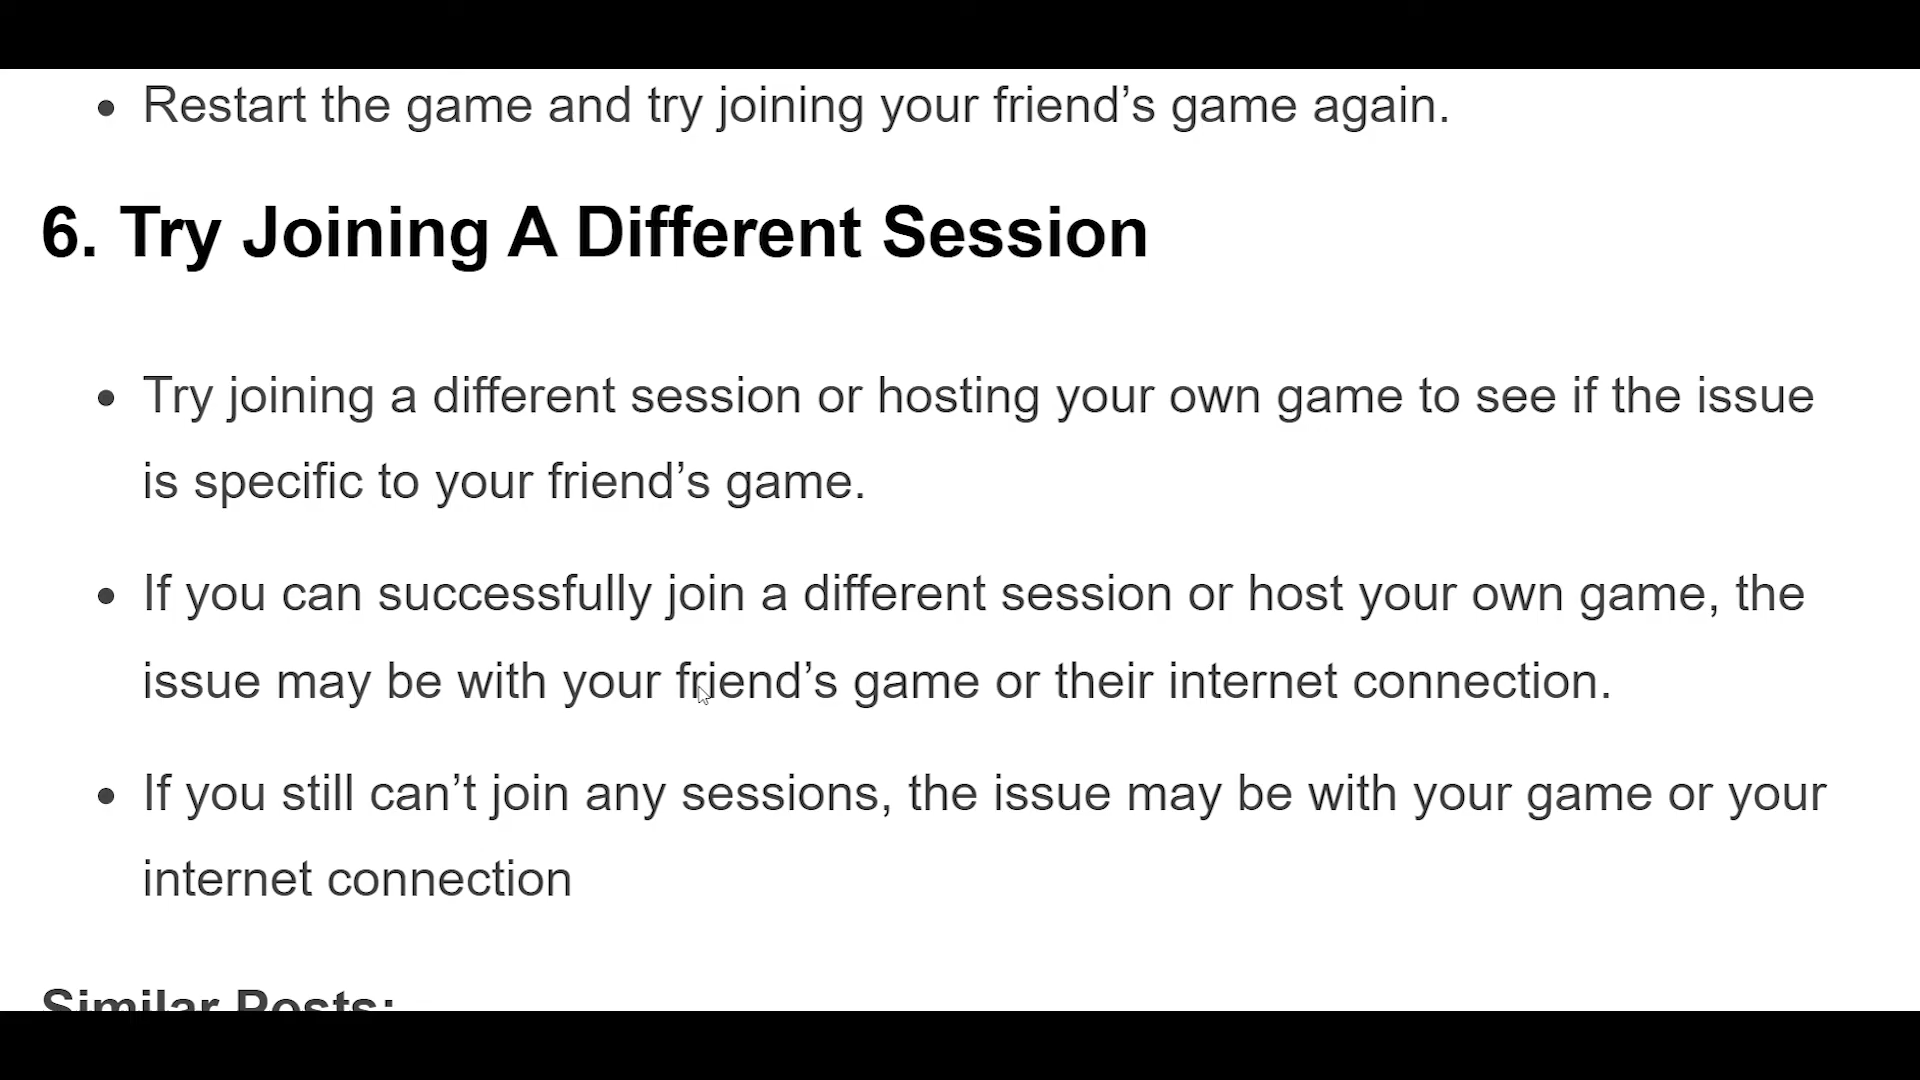 Restart the game and try joining your friend’s game again.
6. Try Joining A Different Session
Try joining a different session or hosting your own game to see if the issue
is specific to your friend’s game.
If you can successfully join a different session or host your own game, the
issue may be with your friend’s game or their internet connection.
If you still can’t join any sessions, the issue may be with your game or your
internet connection
Similar Posts: